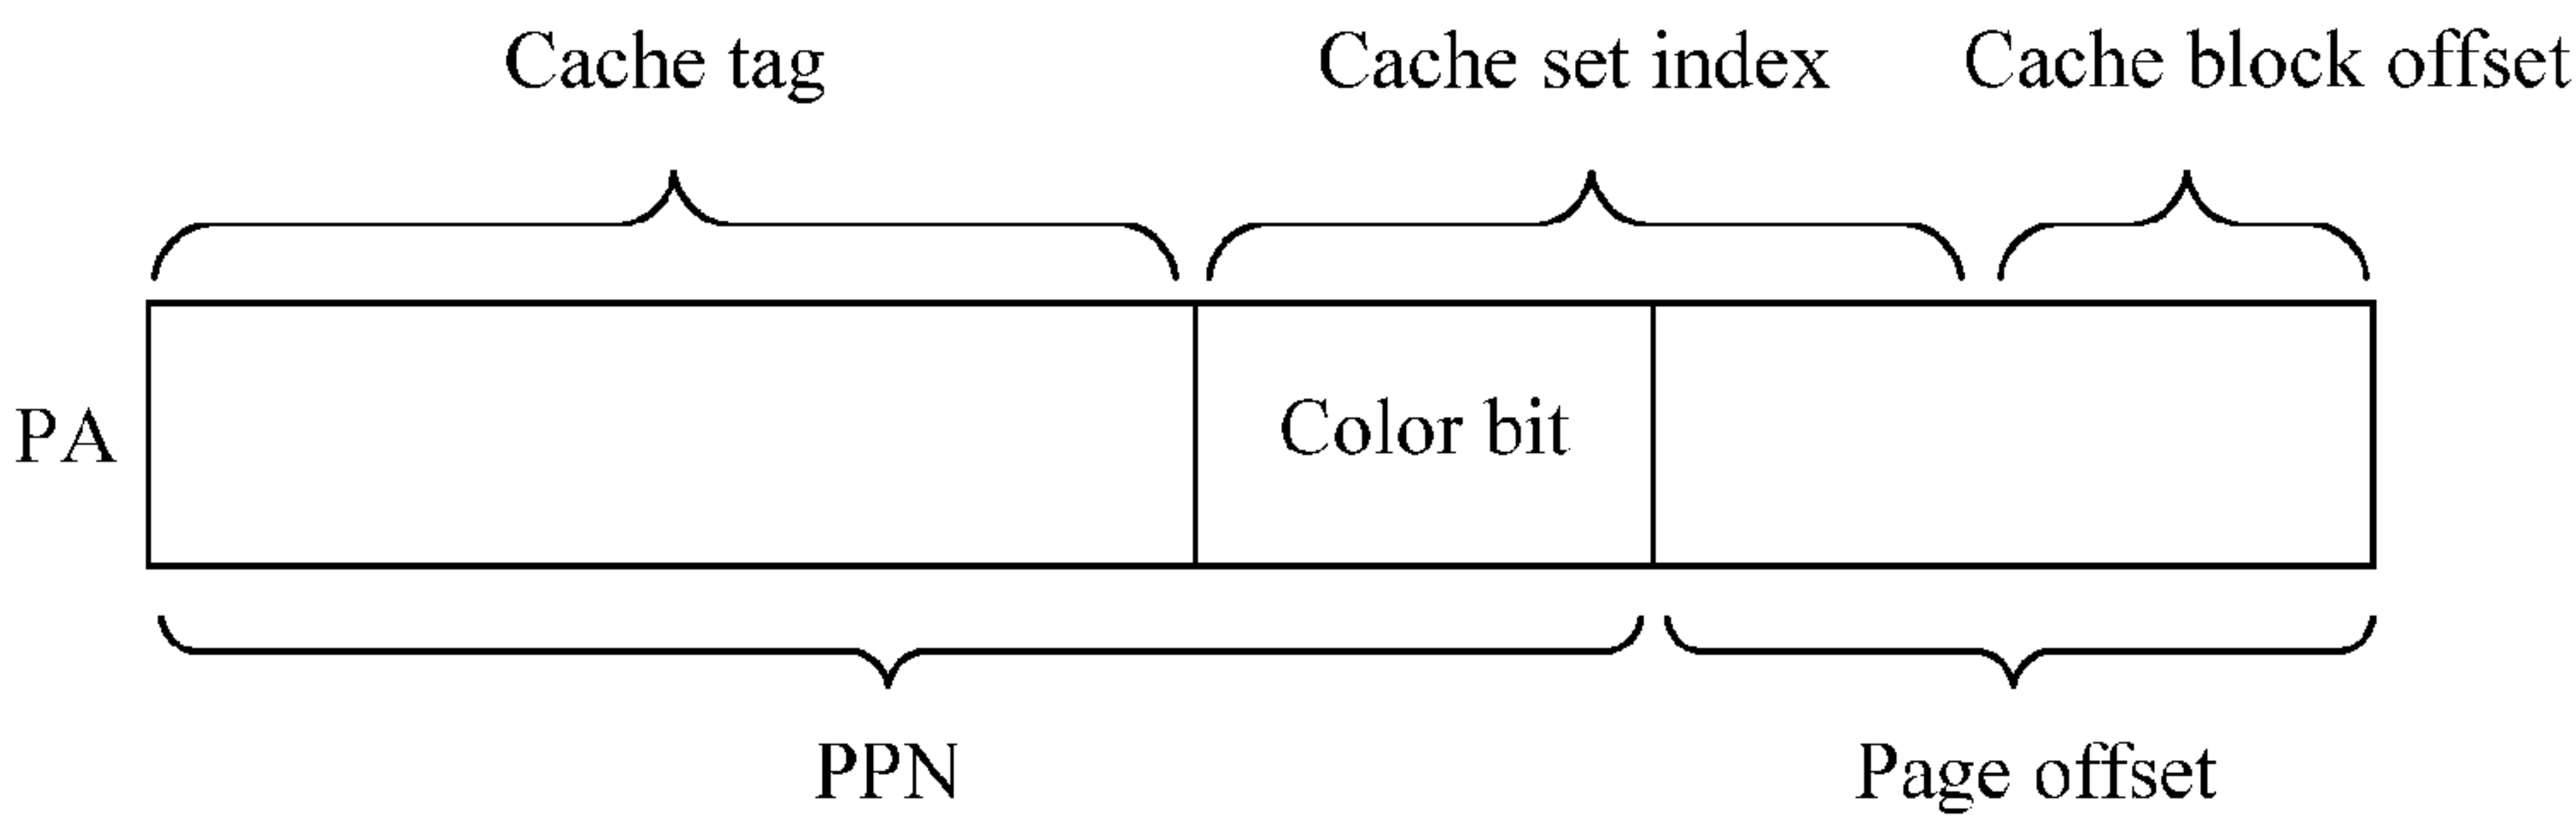 Cache tag
Cache set index
Cache block offset
PA
Color bit
PPN
Page offset